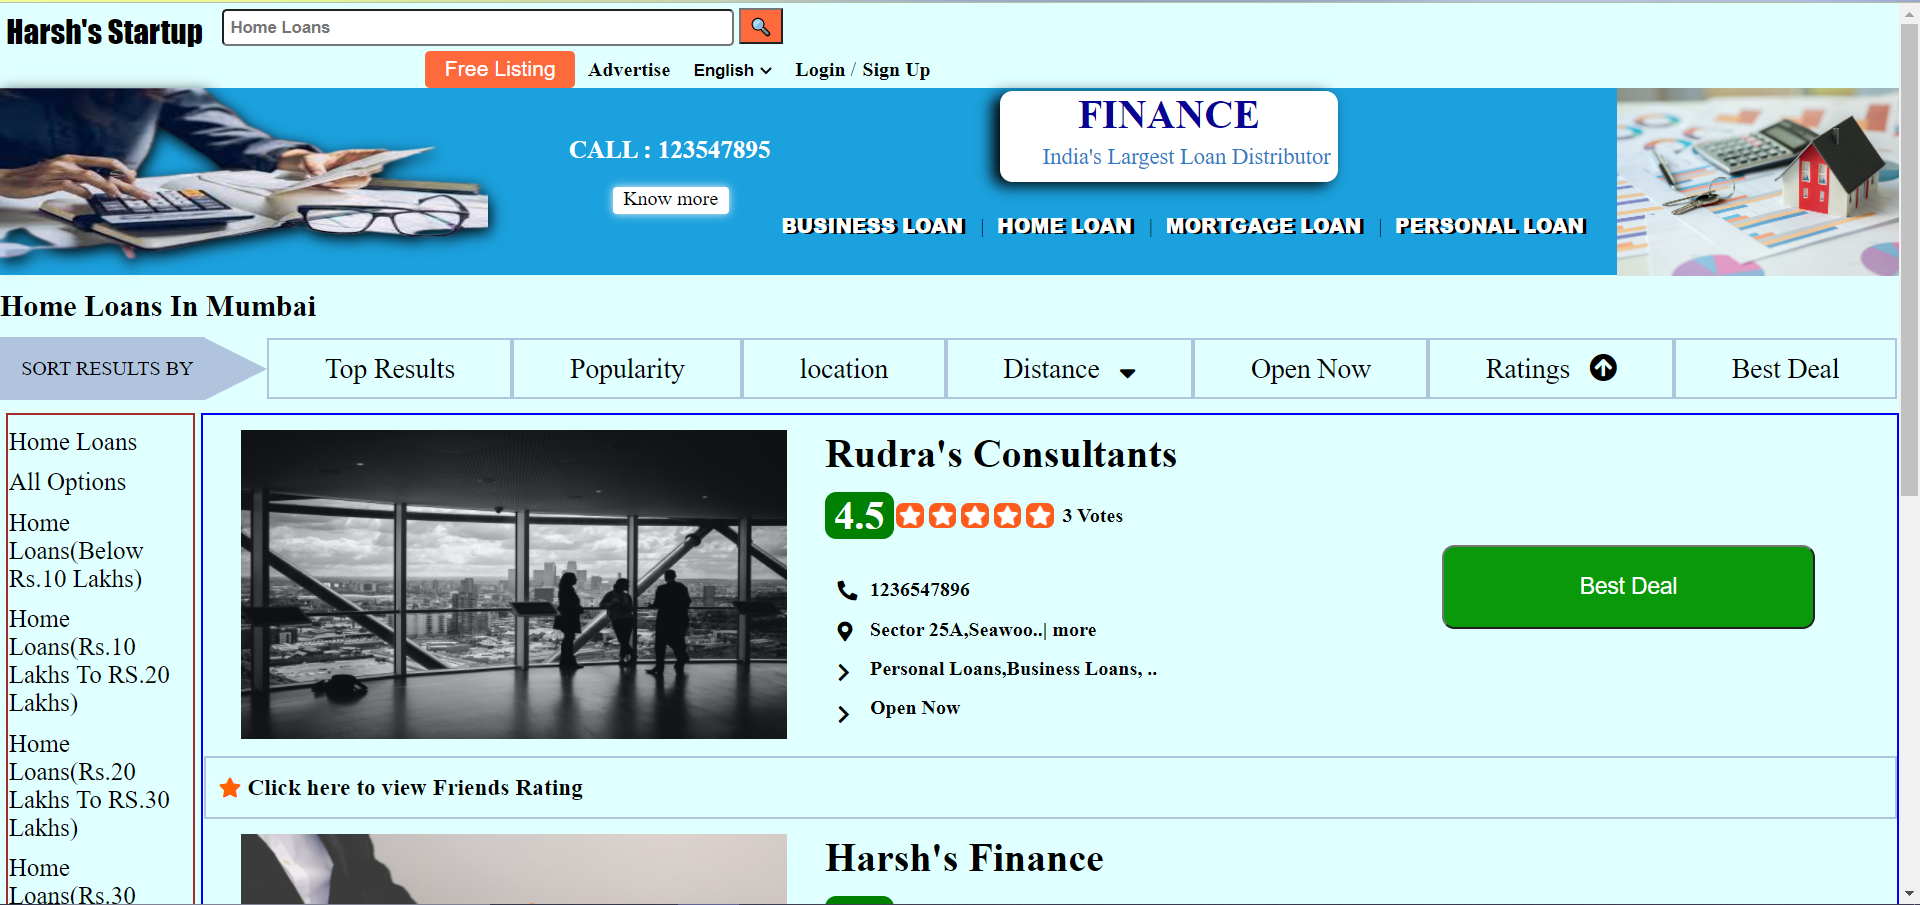 Harsh's Startup
Home Loans
Free Listing Advertise English Login / Sign Up
FINANCE
India's Largest Loan Distributor
CALL : 123547895
Know more
BUSINESS LOAN | HOME LOAN | MORTGAGE LOAN | PERSONAL LOAN
Home Loans In Mumbai
SORT RESULTS BY Top Results Popularity location Distance Open Now Ratings Best Deal
Home Loans
All Options
Home
Loans(Below
Rs.10 Lakhs)
Home
Loans(Rs.10
Lakhs To RS.20
Lakhs)
Home
Loans(Rs.20
Lakhs To RS.30
Lakhs)
Home
Loans(Rs.30
Rudra's Consultants
4.5 3 Votes
1236547896
Sector 25A,Seawoo..| more
Personal Loans,Business Loans, ..
Open Now
Best Deal
Click here to view Friends Rating
Harsh's Finance